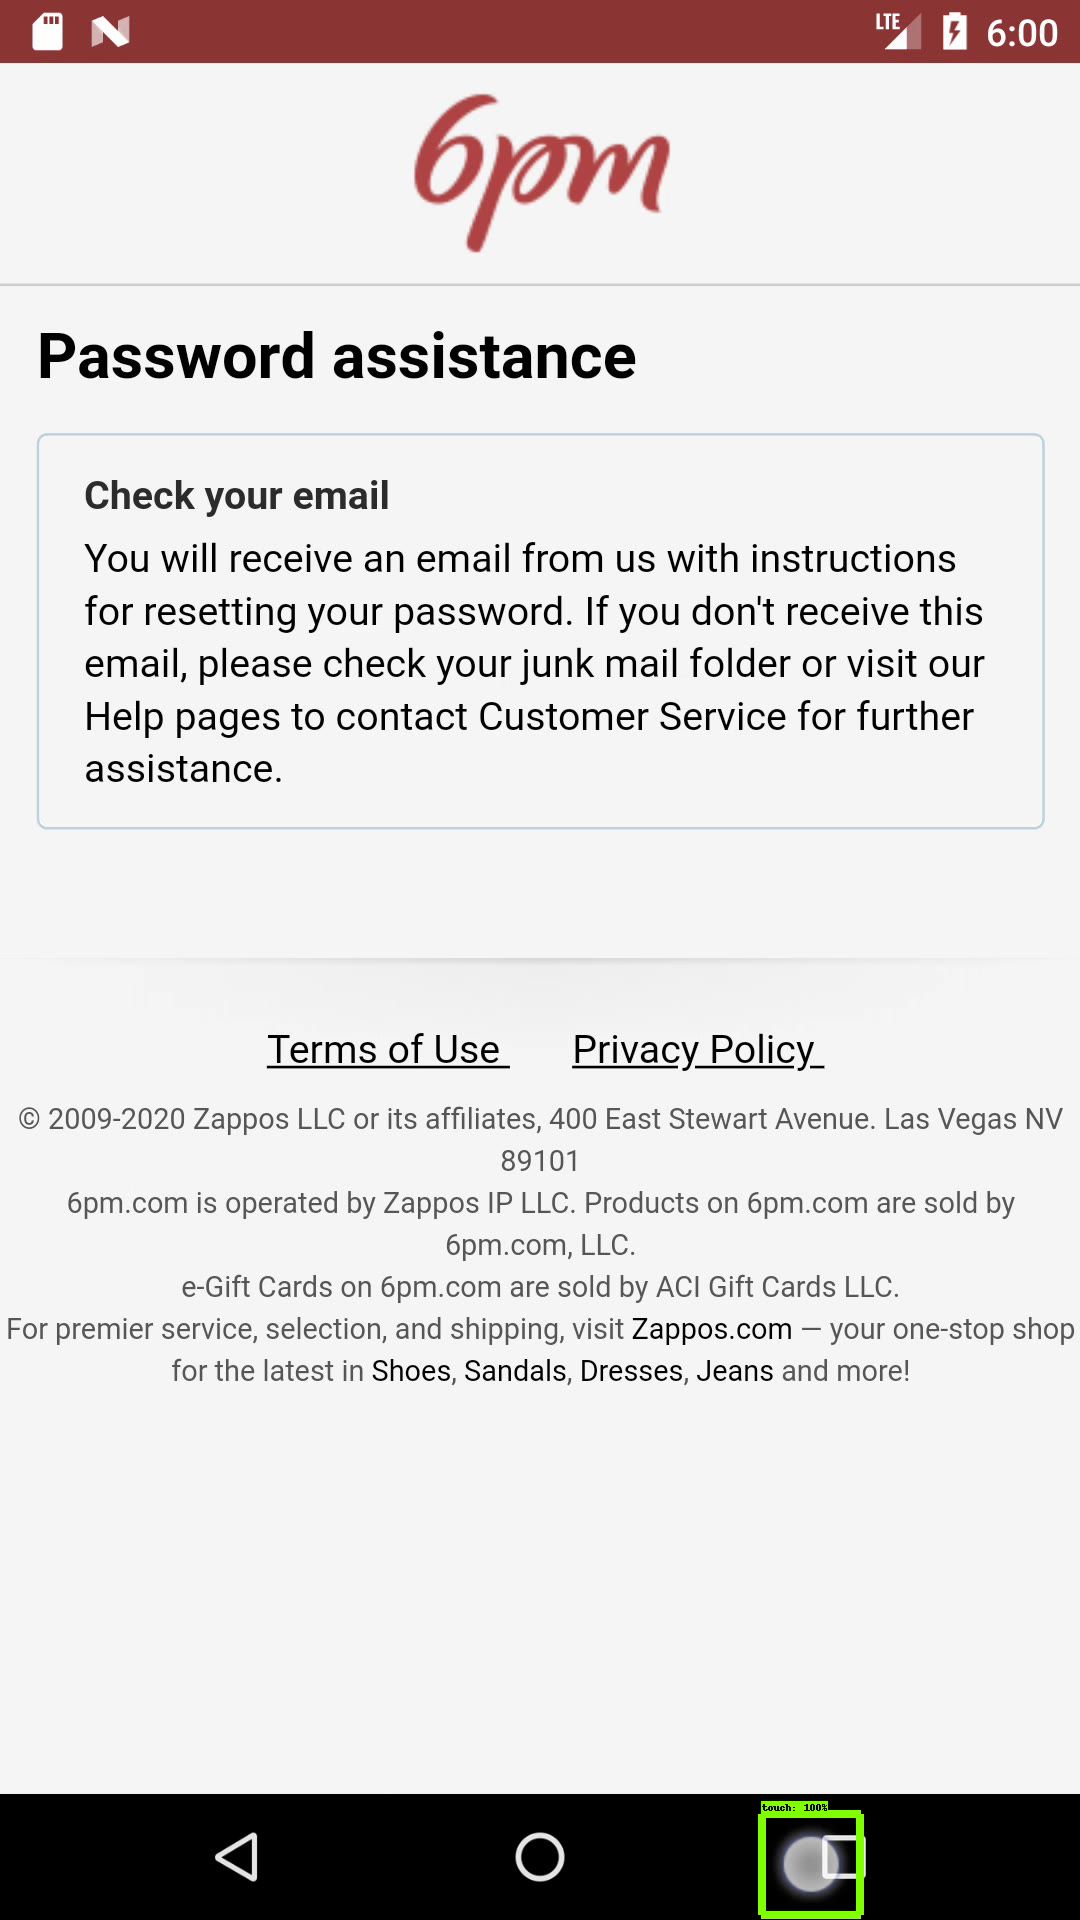 LTE 6:00
6pm
Password assistance
Check your email
You will receive an email from us with instructions
for resetting your password. If you don't receive this
email, please check your junk mail folder or visit our
Help pages to contact Customer Service for further
assistance.
Terms of Use Privacy Policy
© 2009-2020 Zappos LLC or its affiliates, 400 East Stewart Avenue. Las Vegas NV
89101
6pm.com is operated by Zappos IP LLC. Products on 6pm.com are sold by
6pm.com, LLC.
e-Gift Cards on 6pm.com are sold by ACI Gift Cards LLC.
For premier service, selection, and shipping, visit Zappos.com — your one-stop shop
for the latest in Shoes, Sandals, Dresses, Jeans and more!
touch: 100%